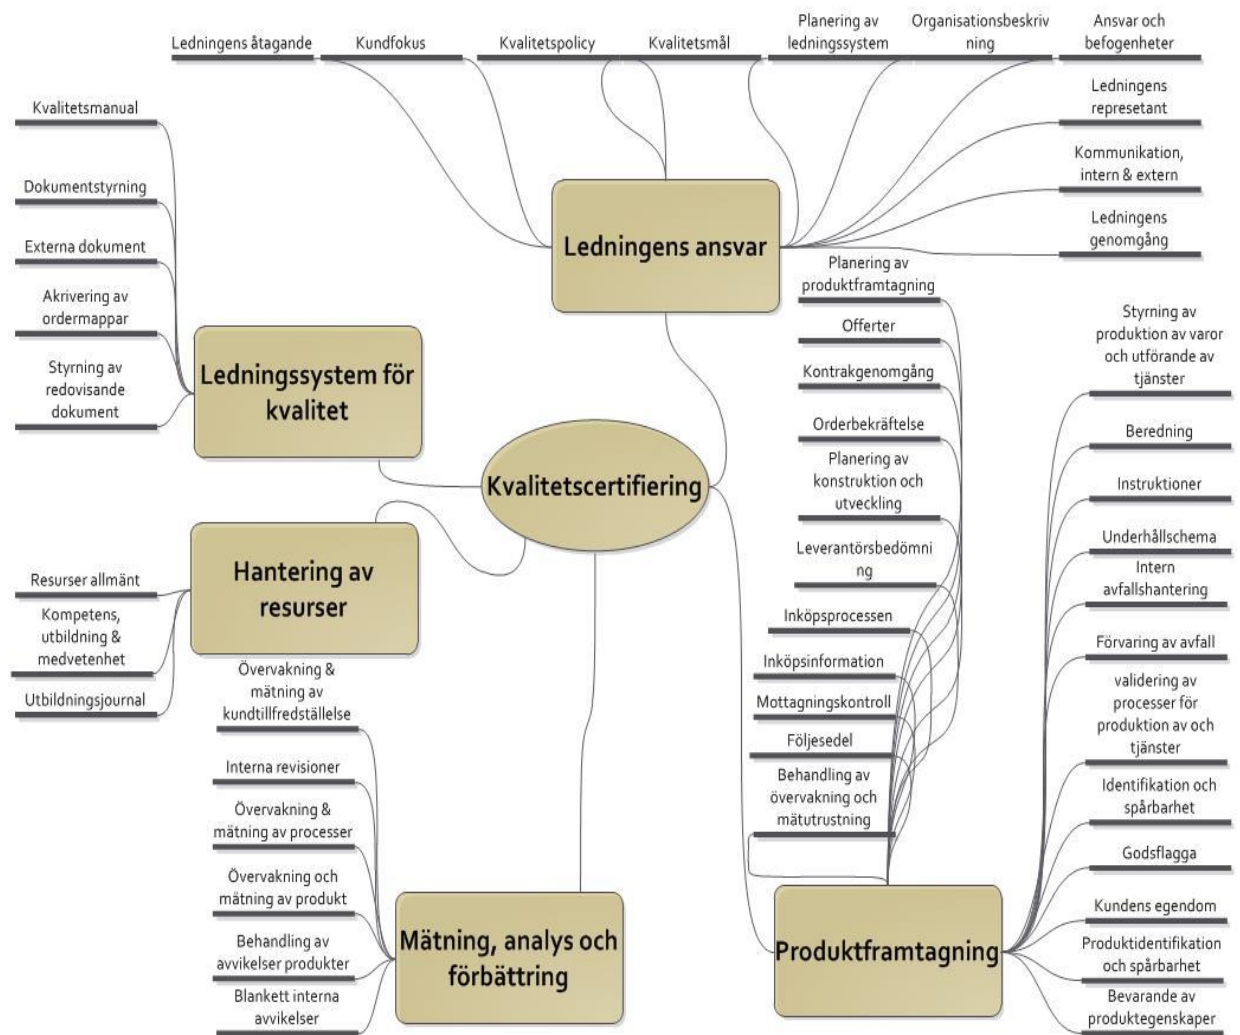 Ledningens åtagande
Kundfokus
Kvalitetspolicy
Kvalitetsmål
Planering av
ledningssystem
Organisationsbeskriv
ning
Ansvar och
befogenheter
Ledningens
represetant
Kommunikation,
intern & extern
Ledningens
genomgång
Ledningens ansvar
Kvalitetsmanual
Dokumentstyrning
Externa dokument
Akrivering av
ordermappar
Styrning av
redovisande
dokument
Ledningssystem för
kvalitet
Kvalitetscertifiering
Hantering av
resurser
Resurser allmänt
Kompetens,
utbildning &
medvetenhet
Utbildningsjournal
Övervakning &
mätning av
kundtillfredställelse
Interna revisioner
Övervakning &
mätning av processer
Övervakning och
mätning av produkt
Behandling av
avvikelser produkter
Blankett interna
avvikelser
Mätning, analys och
förbättring
Planering av
produktframtagning
Offerter
Kontrakgenomgång
Orderbekräftelse
Planering av
konstruktion och
utveckling
Leverantörsbedömni
ng
Inköpsprocessen
Inköpsinformation
Mottagningskontroll
Följesedel
Behandling av
övervakning och
mätutrustning
Produktframtagning
Styrning av
produktion av varor
och utförande av
tjänster
Beredning
Instruktioner
Underhållschema
Intern
avfallshantering
Förvaring av avfall
validering av
processer för
produktion av och
tjänster
Identifikation och
spårbarhet
Godsflagga
Kundens egendom
Produktidentifikation
och spårbarhet
Bevarande av
produktegenskaper